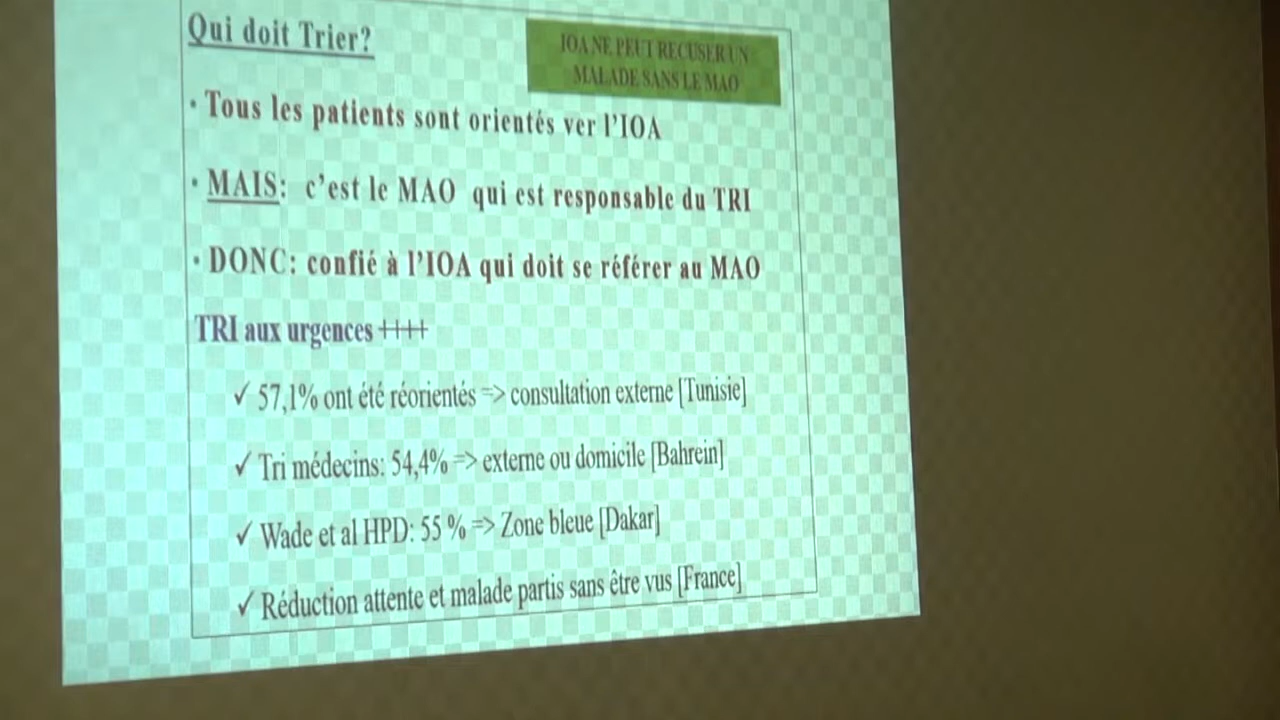 Qui doit Trier?
IOA NE PEUT RECUSER UN
MALADE SANS LE MAO
· Tous les patients sont orientés ver l'IOA
· MAIS: c'est le MAO qui est responsable du TRI
· DONC: confié à l'IOA qui doit se référer au MAO
TRI aux urgences ++++
✓ 57,1% ont été réorientés => consultation externe [Tunisie]
✓ Tri médecins: 54,4% => externe ou domicile [Bahrein]
✓ Wade et al HPD: 55 % => Zone bleue [Dakar]
✓ Réduction attente et malade partis sans être vus [France]